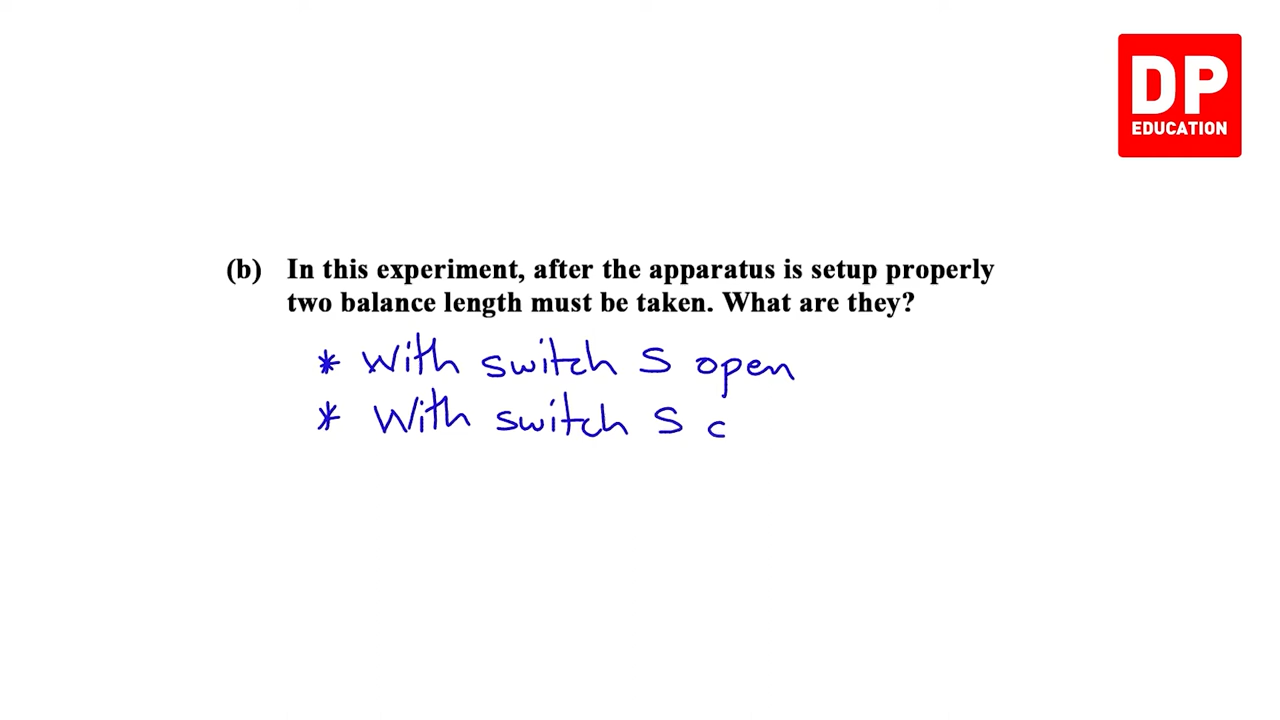 DP
EDUCATION
(b) In this experiment, after the apparatus is setup properly
two balance length must be taken. What are they?
* With switch S open
* With switch S c